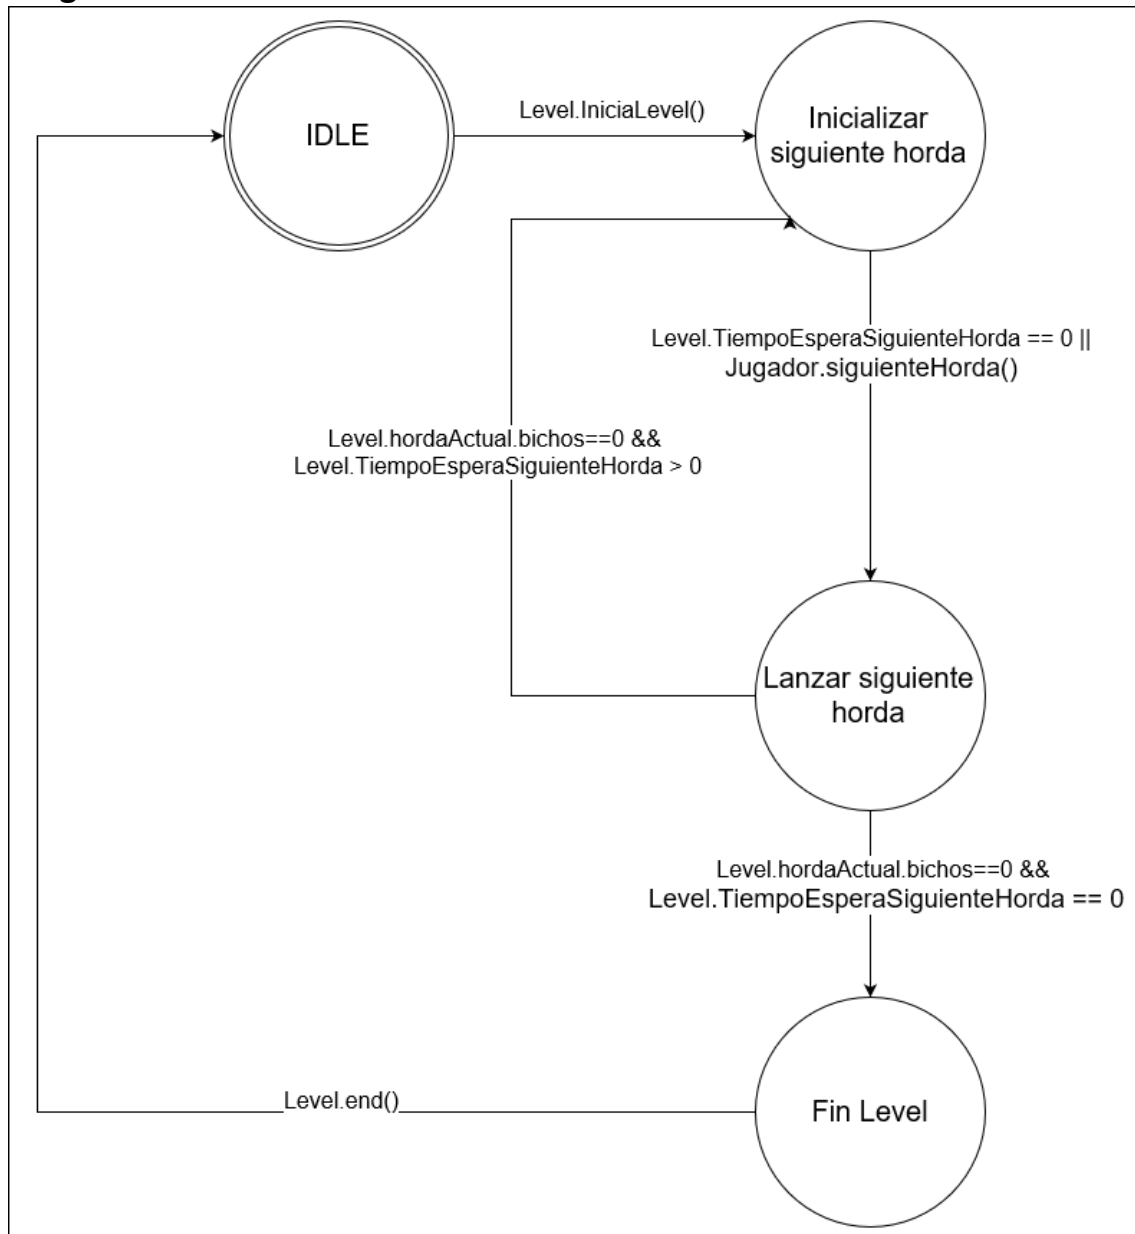 IDLE
Level.IniciaLevel()
Inicializar
siguiente horda
Level.TiempoEsperaSiguienteHorda == 0 ||
Jugador.siguienteHorda()
Level.hordaActual.bichos==0 &&
Level.TiempoEsperaSiguienteHorda > 0
Lanzar siguiente
horda
Level.hordaActual.bichos==0 &&
Level.TiempoEsperaSiguienteHorda == 0
Level.end()
Fin Level